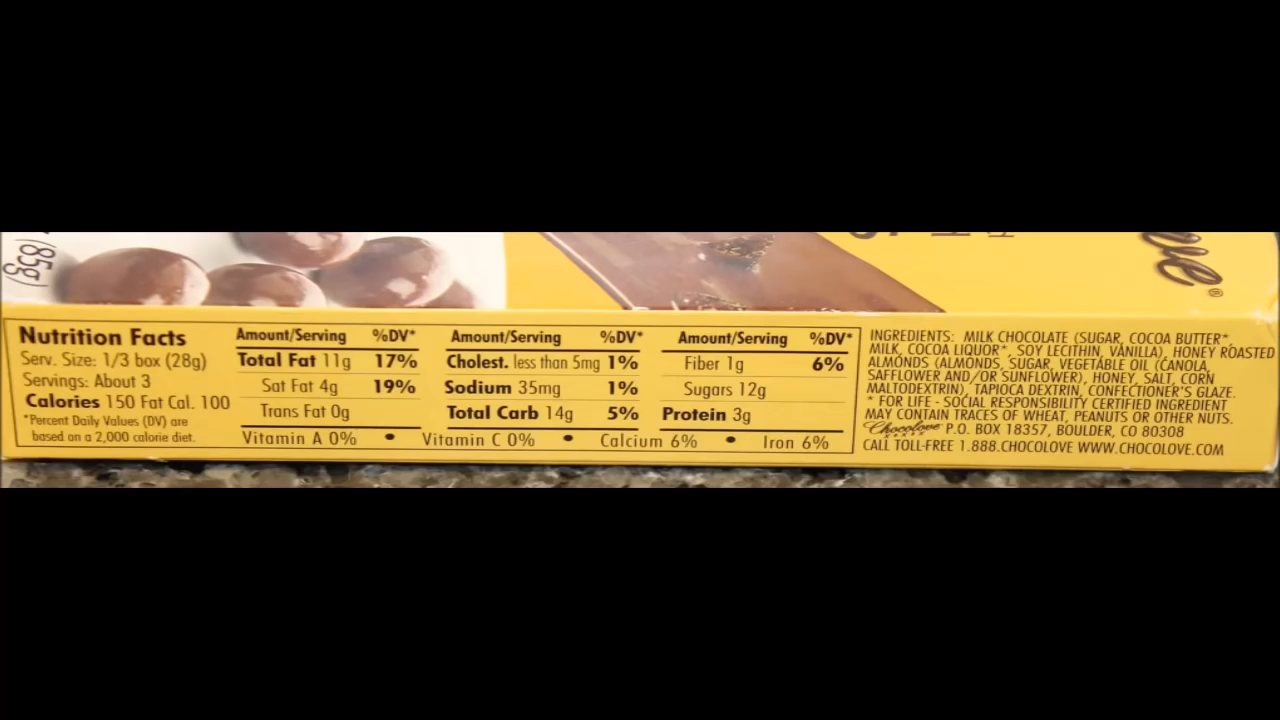 (85g)
®
Nutrition Facts
Serv. Size: 1/3 box (28g)
Servings: About 3
Calories 150 Fat Cal. 100
*Percent Daily Values (DV) are
based on a 2,000 calorie diet.
Amount/Serving %DV*
Total Fat 11g 17%
Sat Fat 4g 19%
Trans Fat 0g
Amount/Serving %DV*
Cholest. less than 5mg 1%
Sodium 35mg 1%
Total Carb 14g 5%
Amount/Serving %DV*
Fiber 1g 6%
Sugars 12g
Protein 3g
Vitamin A 0% • Vitamin C 0% • Calcium 6% • Iron 6%
INGREDIENTS: MILK CHOCOLATE (SUGAR, COCOA BUTTER*,
MILK, COCOA LIQUOR*, SOY LECITHIN, VANILLA), HONEY ROASTED
ALMONDS (ALMONDS, SUGAR, VEGETABLE OIL (CANOLA,
SAFFLOWER AND/OR SUNFLOWER), HONEY, SALT, CORN
MALTODEXTRIN), TAPIOCA DEXTRIN, CONFECTIONER'S GLAZE.
* FOR LIFE - SOCIAL RESPONSIBILITY CERTIFIED INGREDIENT
MAY CONTAIN TRACES OF WHEAT, PEANUTS OR OTHER NUTS.
Chocolove P.O. BOX 18357, BOULDER, CO 80308
CALL TOLL-FREE 1.888.CHOCOLOVE WWW.CHOCOLOVE.COM